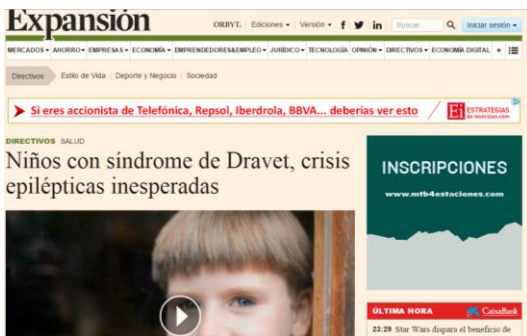 Expansión
ORBYT. Ediciones Versión f in Buscar Iniciar sesión
MERCADOS AHORRO EMPRESAS ECONOMÍA EMPRENDEDORES&EMPLEO JURÍDICO TECNOLOGÍA OPINIÓN DIRECTIVOS ECONOMÍA DIGITAL +
Directivos Estilo de Vida Deporte y Negocio Sociedad
Si eres accionista de Telefónica, Repsol, Iberdrola, BBVA... deberías ver esto
Ei ESTRATEGIAS
de inversion.com
DIRECTIVOS SALUD
Niños con síndrome de Dravet, crisis
epilépticas inesperadas
INSCRIPCIONES
www.mtb4estaciones.com
ÚLTIMA HORA CaixaBank
23:29 Star Wars dispara el beneficio de